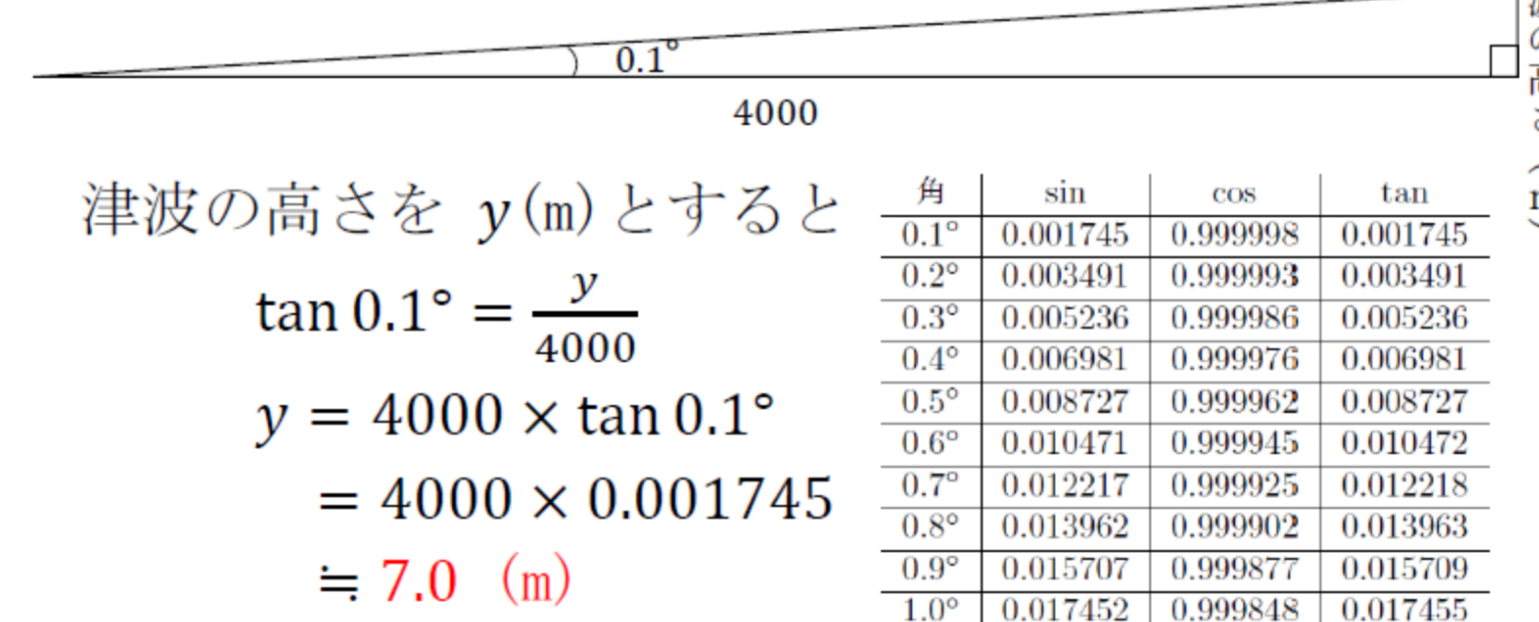 0.1°
4000
津波の高さを y(m)とすると
tan 0.1° = y/4000
y = 4000 × tan 0.1°
= 4000 × 0.001745
≒ 7.0 (m)
角 sin cos tan
0.1° 0.001745 0.999998 0.001745
0.2° 0.003491 0.999993 0.003491
0.3° 0.005236 0.999986 0.005236
0.4° 0.006981 0.999976 0.006981
0.5° 0.008727 0.999962 0.008727
0.6° 0.010471 0.999945 0.010472
0.7° 0.012217 0.999925 0.012218
0.8° 0.013962 0.999902 0.013963
0.9° 0.015707 0.999877 0.015709
1.0° 0.017452 0.999848 0.017455